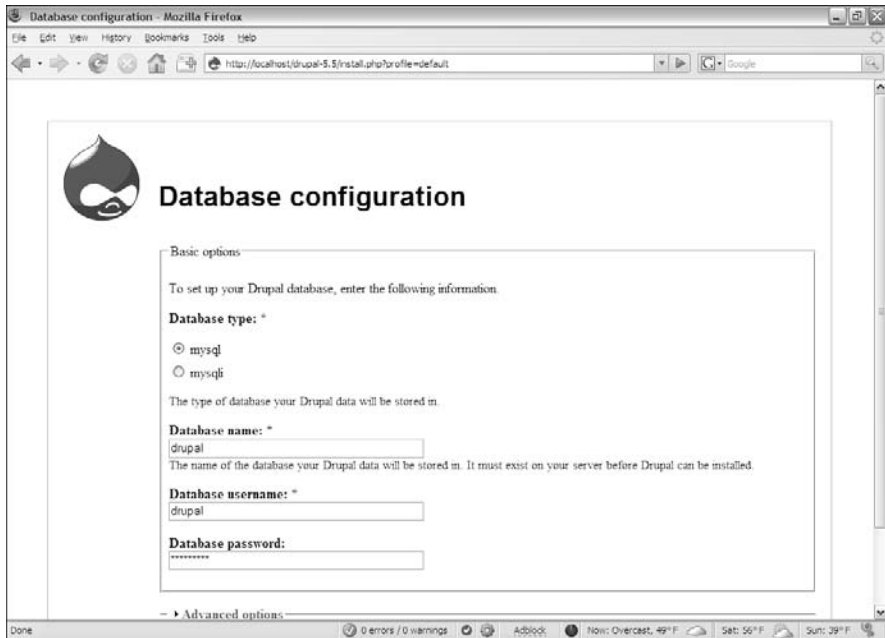 Database configuration - Mozilla Firefox
File Edit View History Bookmarks Tools Help
http://localhost/drupal-5.5/install.php?profile=default
G Google
Database configuration
Basic options
To set up your Drupal database, enter the following information.
Database type: *
mysql
mysqli
The type of database your Drupal data will be stored in.
Database name: *
drupal
The name of the database your Drupal data will be stored in. It must exist on your server before Drupal can be installed.
Database username: *
drupal
Database password:
*********
Advanced options
Done 0 errors / 0 warnings Adblock Now: Overcast, 49° F Sat: 56° F Sun: 39° F